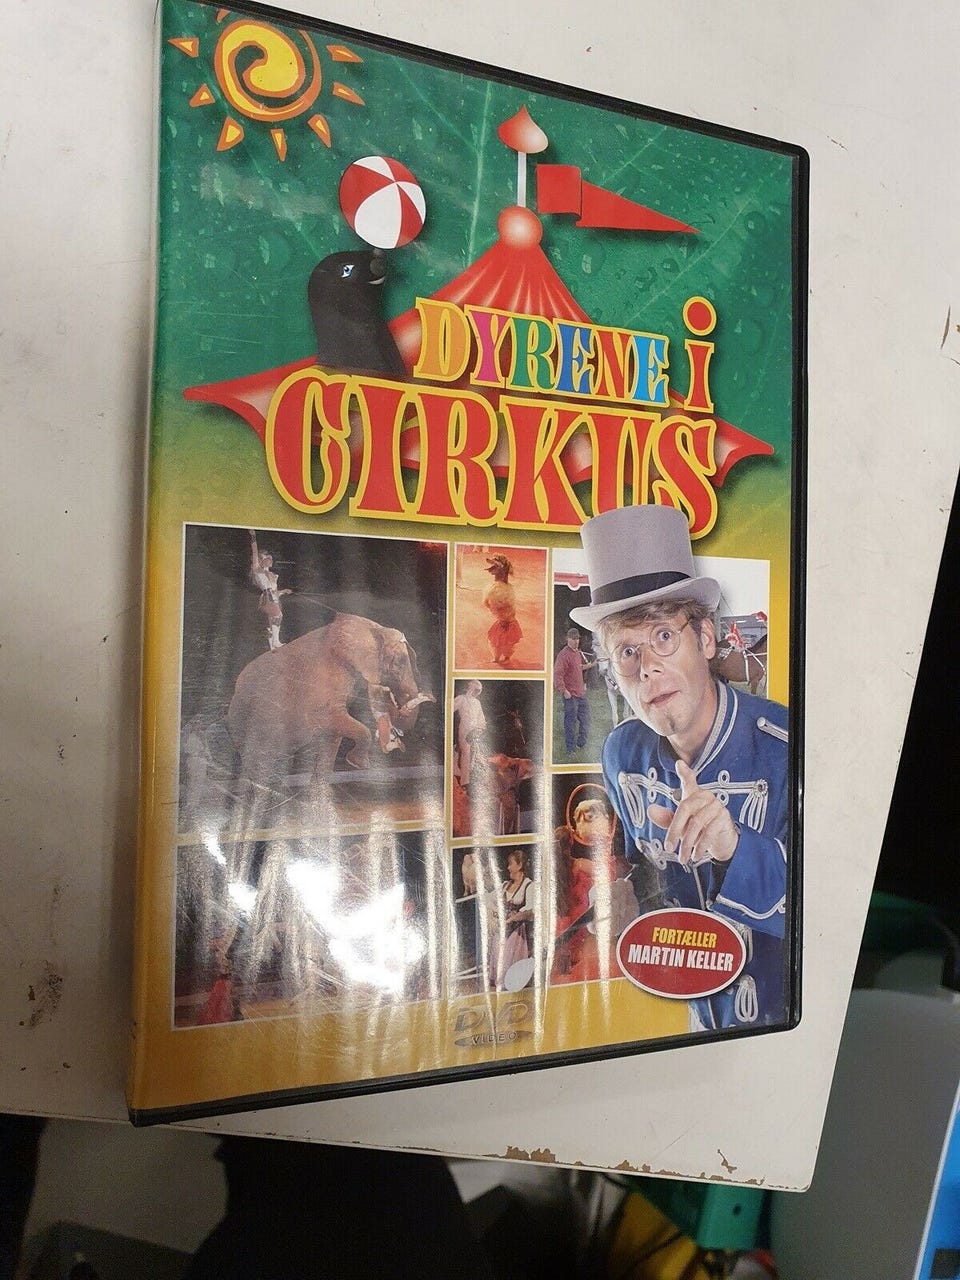 DYRENE i
CIRKUS
FORTÆLLER
MARTIN KELLER
DVD
VIDEO